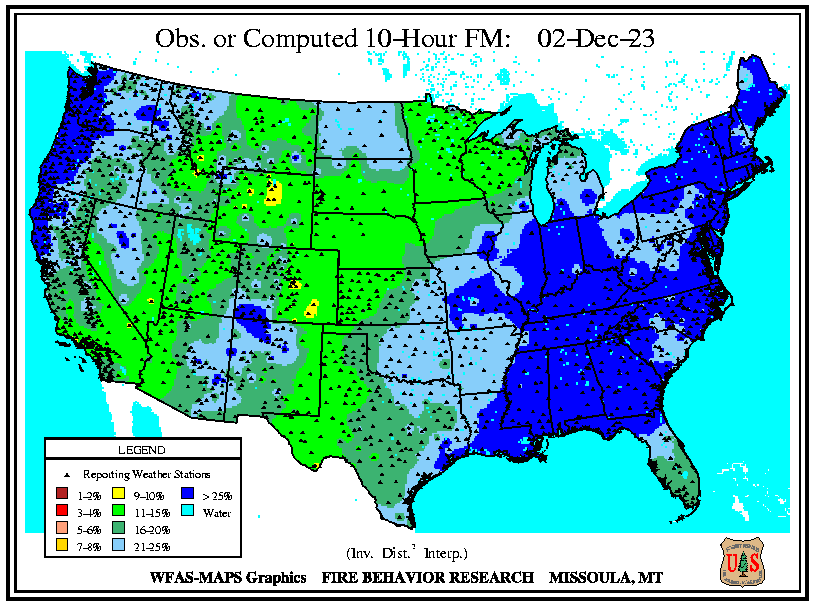 Obs. or Computed 10-Hour FM: 02-Dec-23
LEGEND
Reporting Weather Stations
1-2% 9-10% > 25%
3-4% 11-15% Water
5-6% 16-20%
7-8% 21-25%
(Inv. Dist.² Interp.)
WFAS-MAPS Graphics FIRE BEHAVIOR RESEARCH MISSOULA, MT
U S